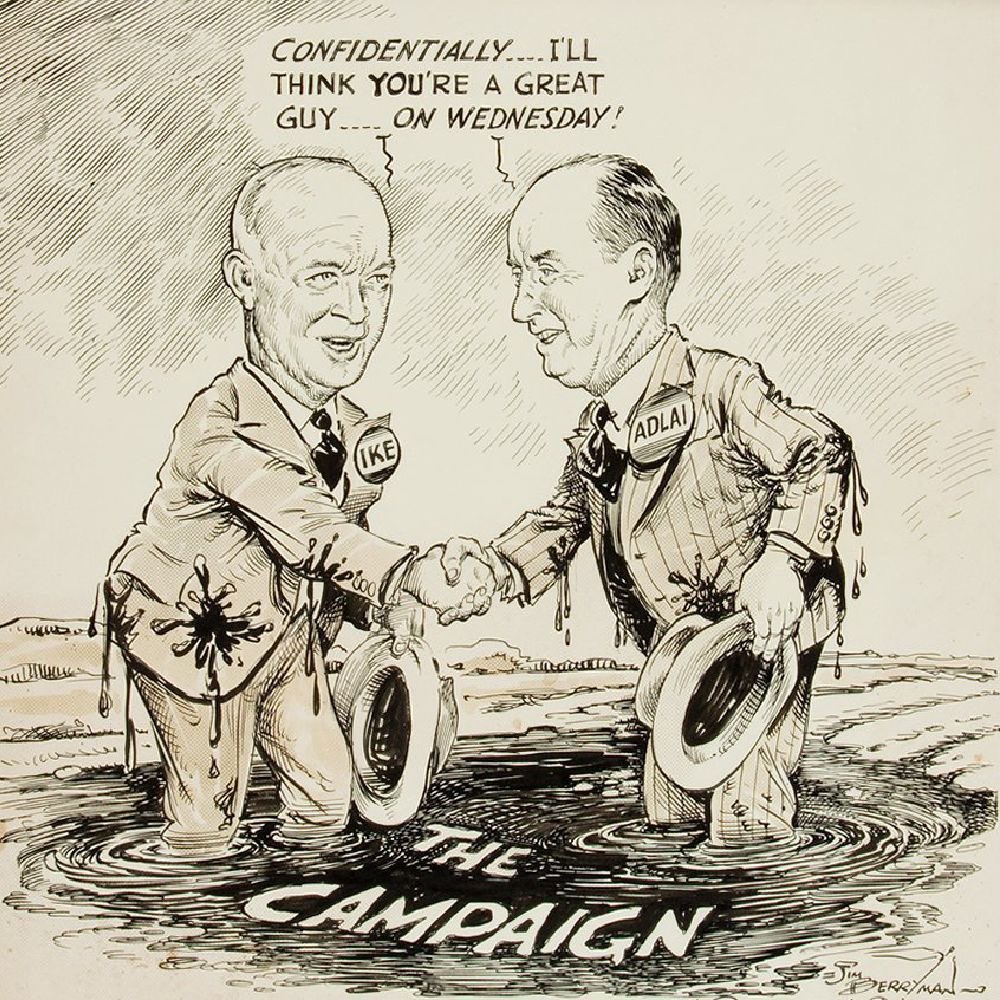 CONFIDENTIALLY....I'LL
THINK YOU'RE A GREAT
GUY.... ON WEDNESDAY!
IKE
ADLAI
THE
CAMPAIGN
JIM
BERRYMAN